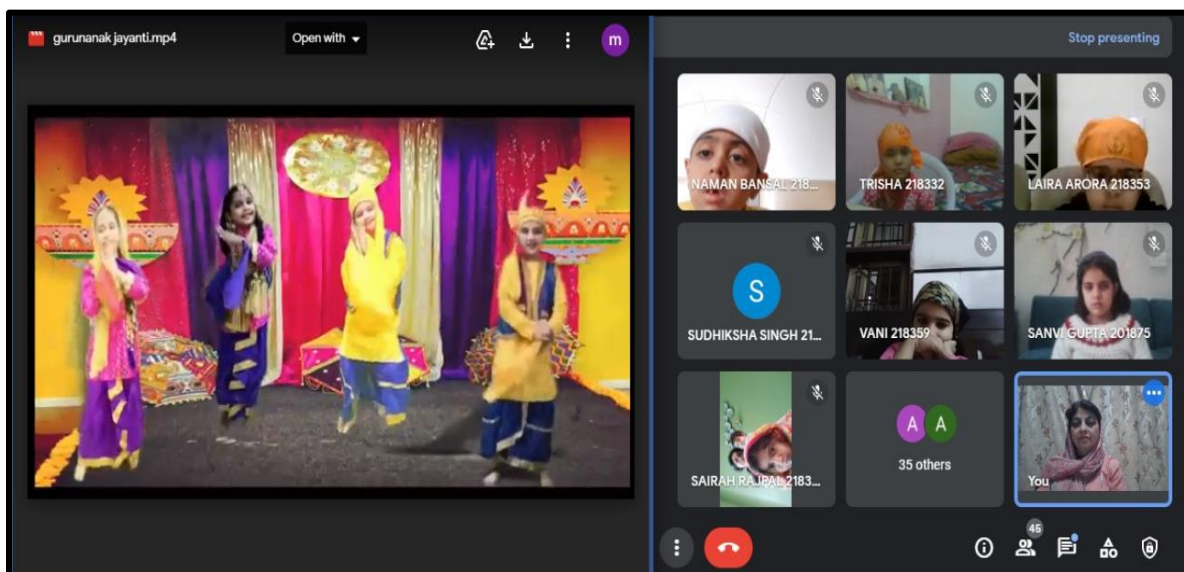 gurunanak jayanti.mp4
Open with
m
Stop presenting
NAMAN BANSAL 218...
TRISHA 218332
LAIRA ARORA 218353
S
SUDHIKSHA SINGH 21...
VANI 218359
SANVI GUPTA 201875
SAIRAH RAJPAL 2183...
A A
35 others
You
45